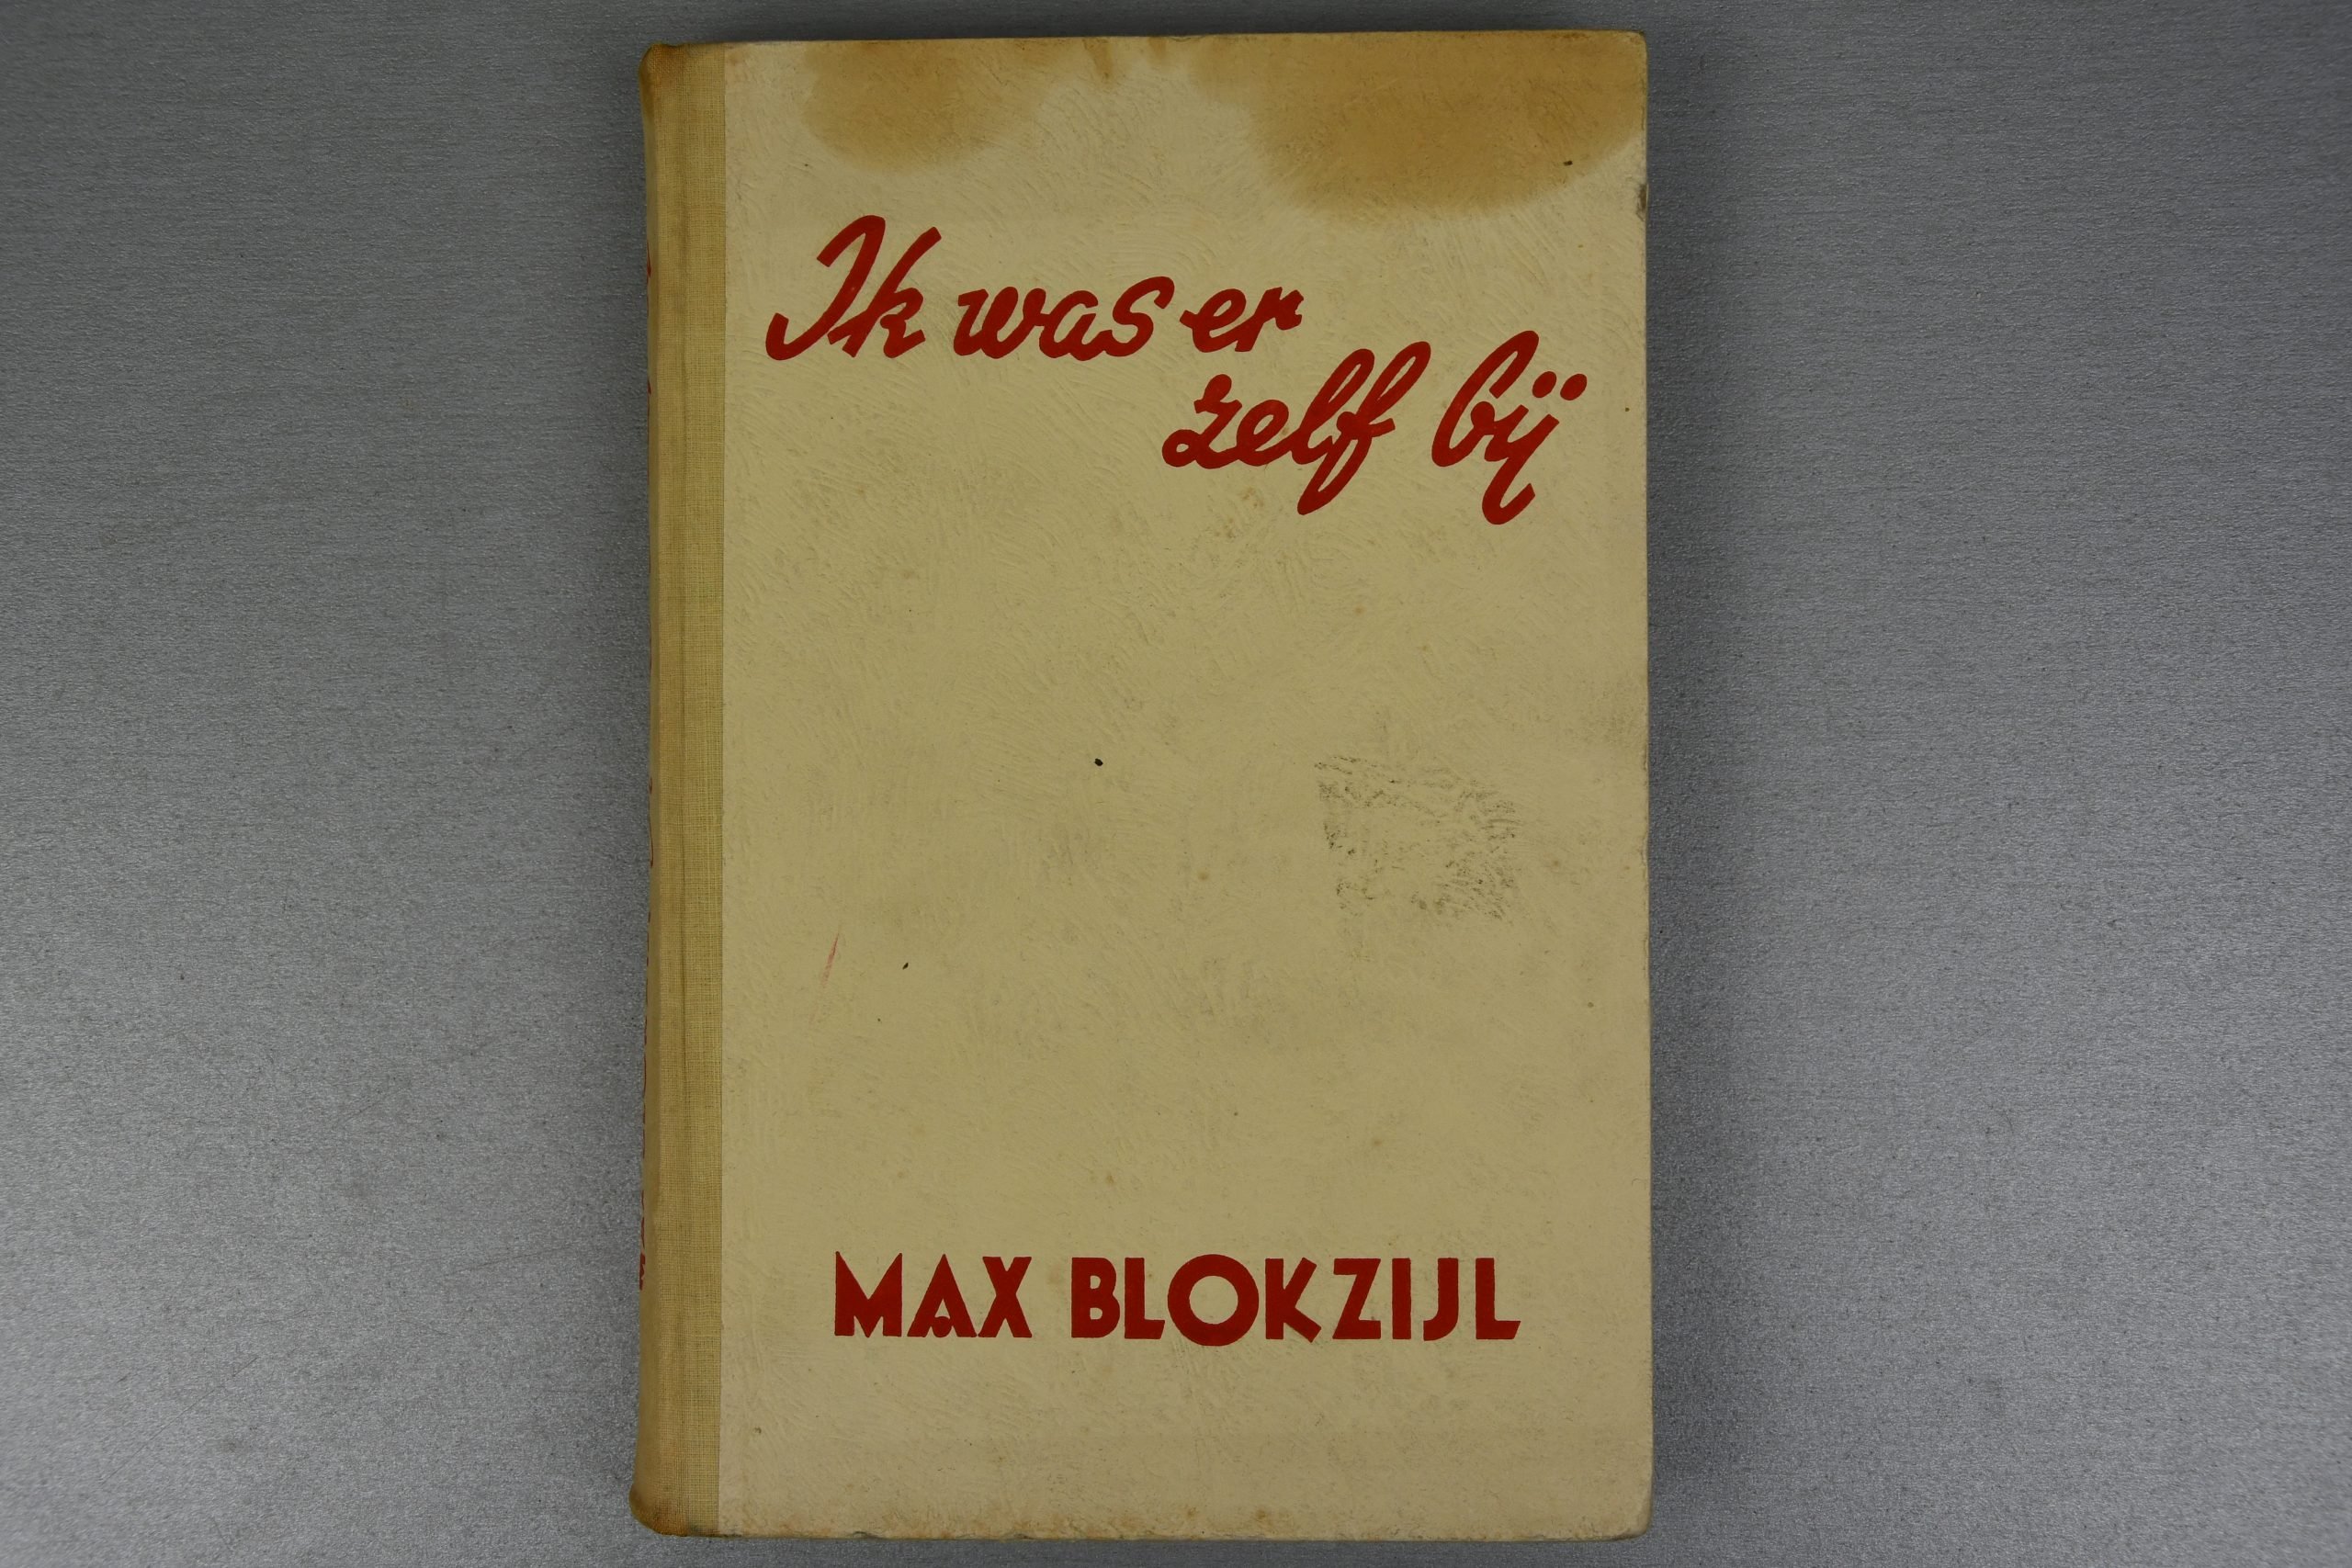 Ik was er
zelf bij
MAX BLOKZIJL